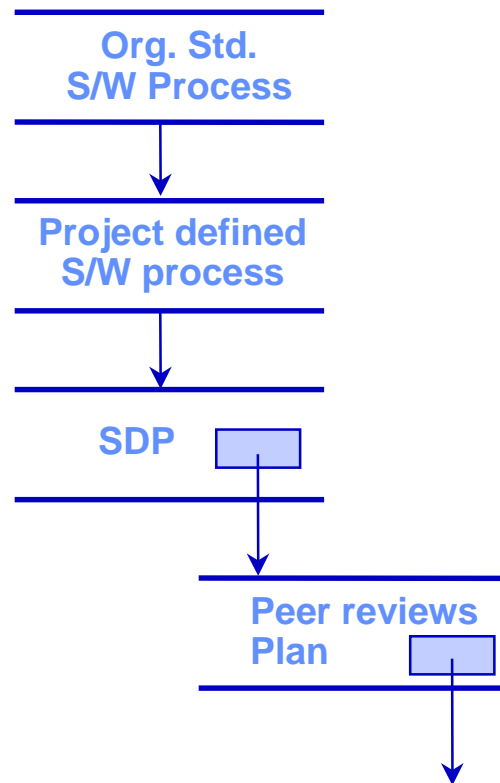 Org. Std.
S/W Process
Project defined
S/W process
SDP
Peer reviews
Plan